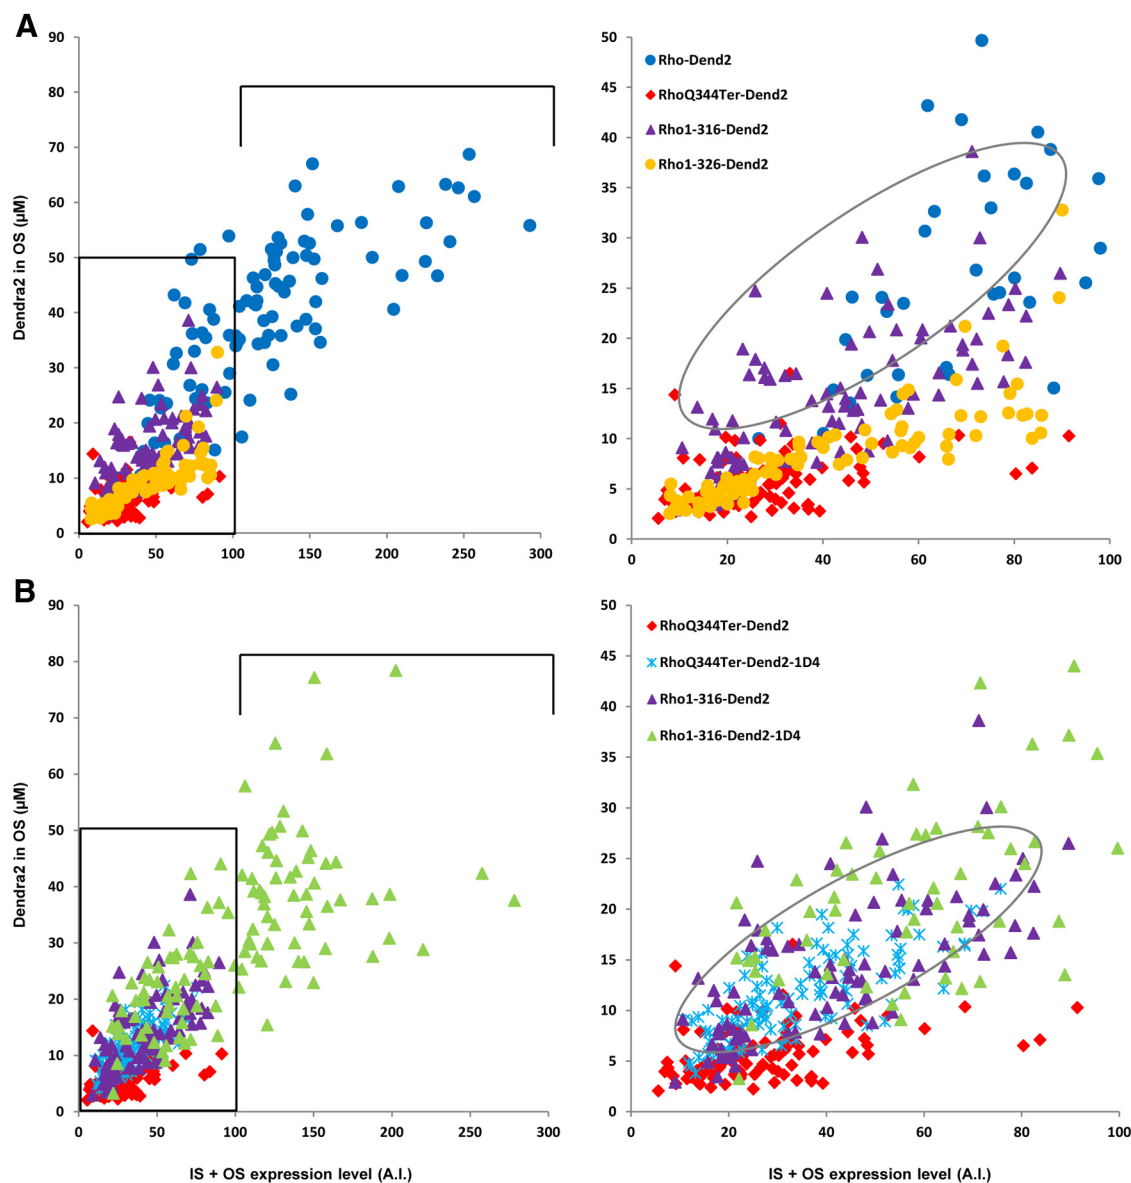 A
90
80
70
60
50
40
30
20
10
0
0 50 100 150 200 250 300
Dendra2 in OS (µM)
50
45
40
35
30
25
20
15
10
5
0
0 20 40 60 80 100
Rho-Dend2
RhoQ344Ter-Dend2
Rho1-316-Dend2
Rho1-326-Dend2
B
90
80
70
60
50
40
30
20
10
0
0 50 100 150 200 250 300
Dendra2 in OS (µM)
IS + OS expression level (A.I.)
50
45
40
35
30
25
20
15
10
5
0
0 20 40 60 80 100
RhoQ344Ter-Dend2
RhoQ344Ter-Dend2-1D4
Rho1-316-Dend2
Rho1-316-Dend2-1D4
IS + OS expression level (A.I.)